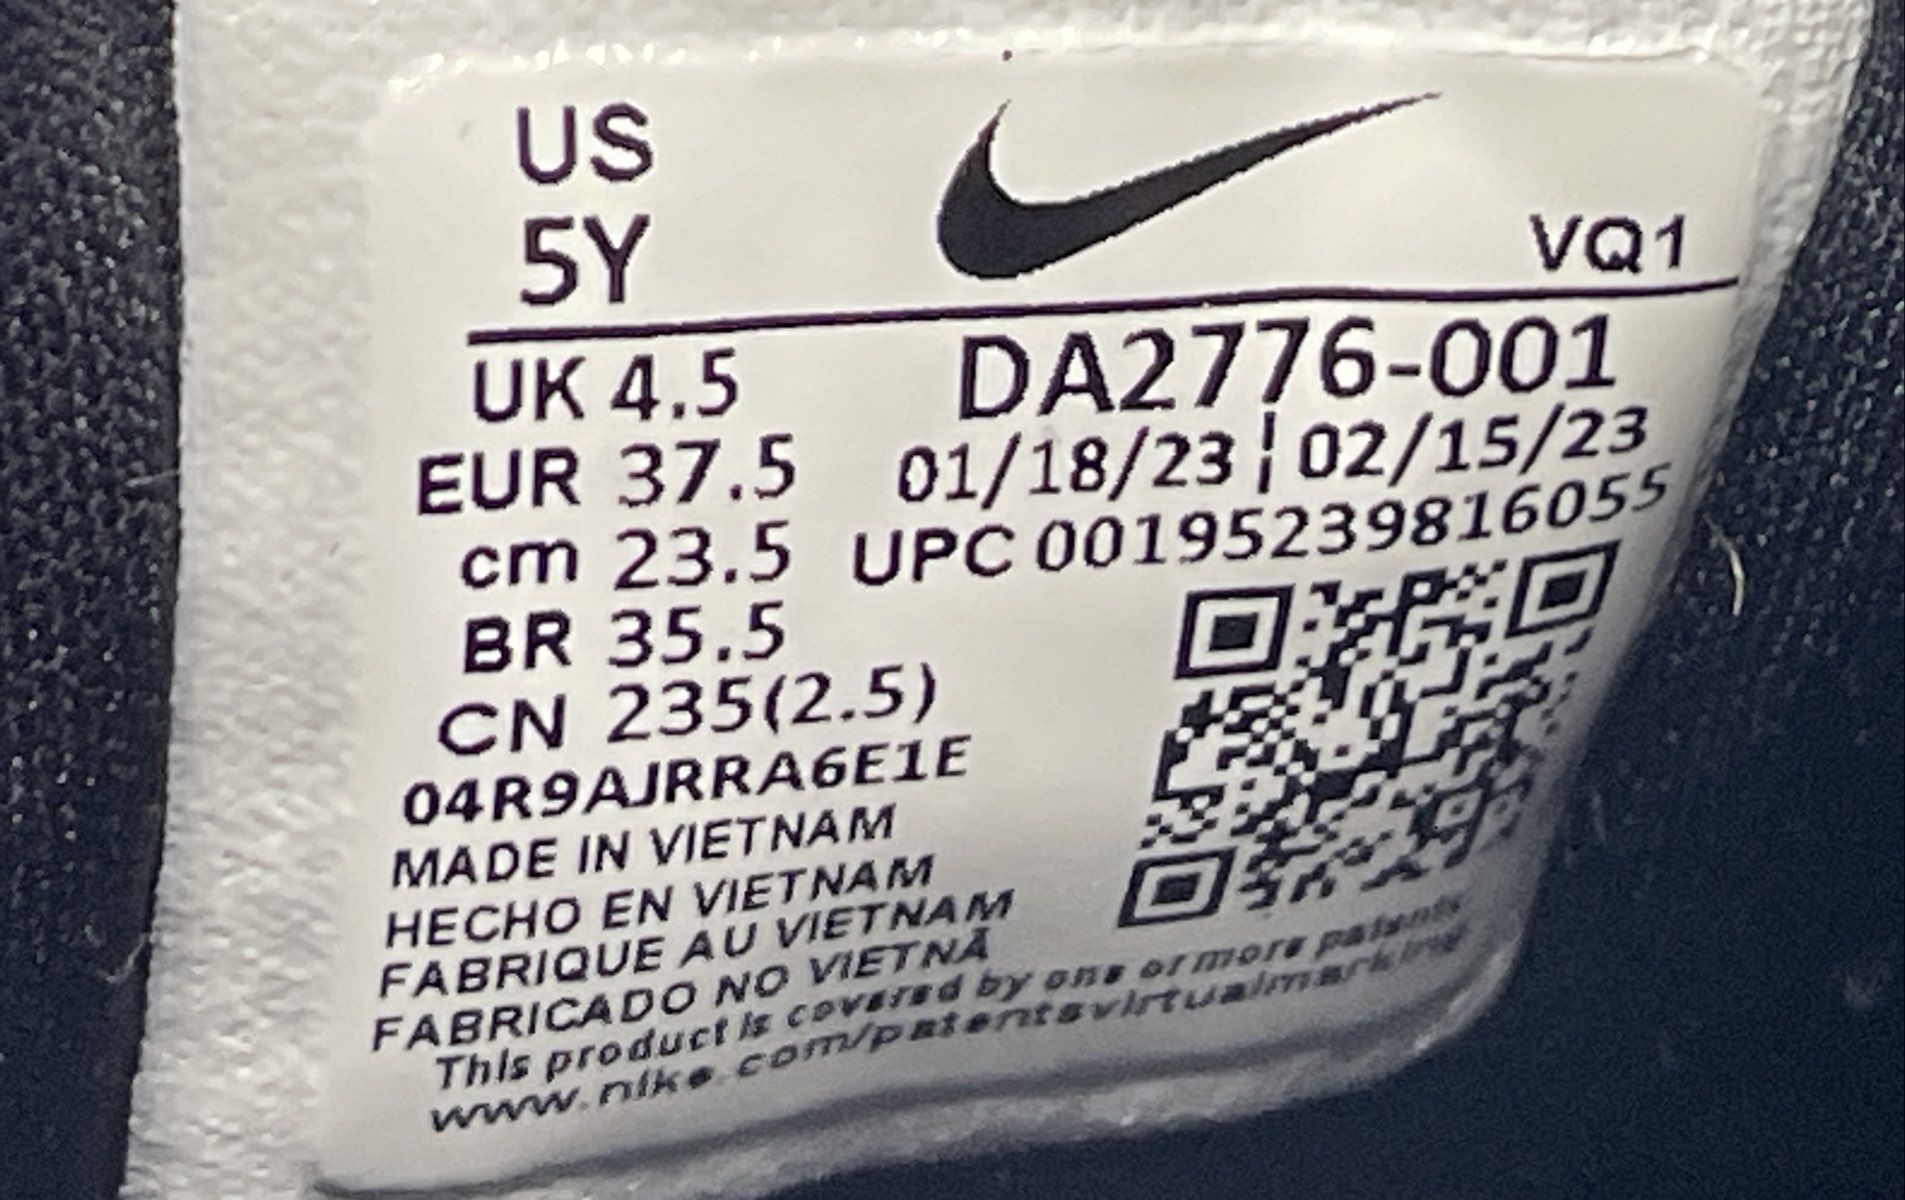 US
5Y
VQ1
UK 4.5
DA2776-001
EUR 37.5
01/18/23 ¦ 02/15/23
cm 23.5
UPC 00195239816055
BR 35.5
CN 235(2.5)
04R9AJRRA6E1E
MADE IN VIETNAM
HECHO EN VIETNAM
FABRIQUE AU VIETNAM
FABRICADO NO VIETNÃ
This product is covered by one or more patents
www.nike.com/patentsvirtualmarking